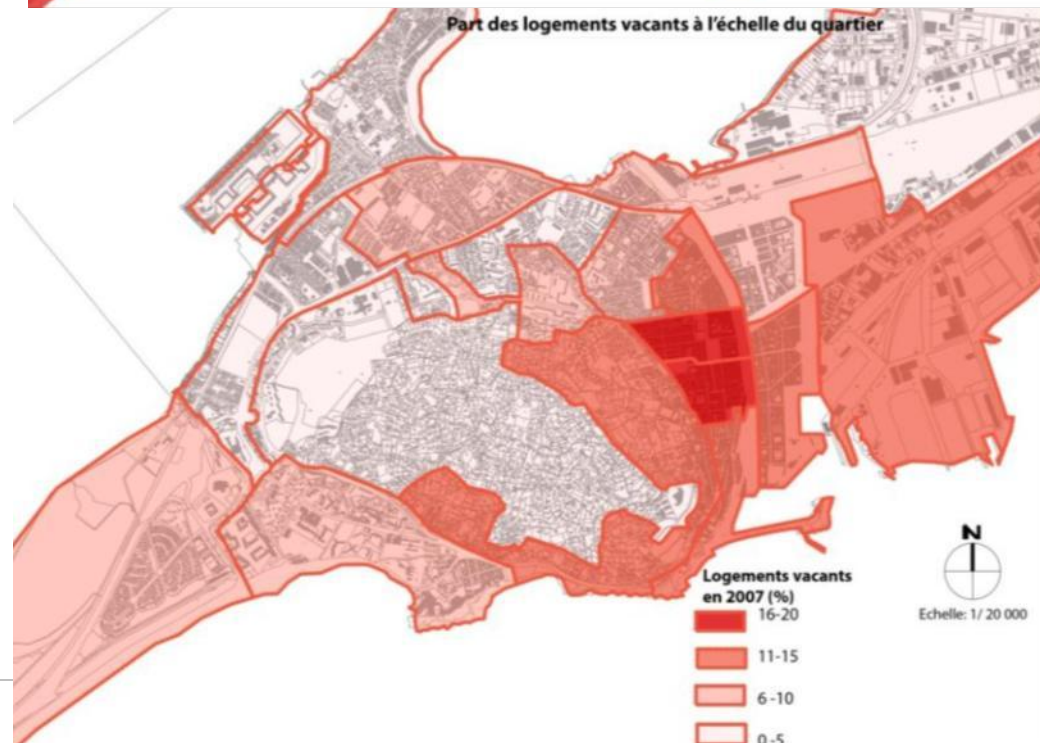 Part des logements vacants à l'échelle du quartier
N
Echelle: 1/ 20 000
Logements vacants
en 2007 (%)
16-20
11-15
6-10
0-5